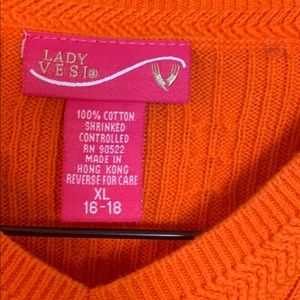 LADY
VESI®
100% COTTON
SHRINKED
CONTROLLED
RN 90522
MADE IN
HONG KONG
REVERSE FOR CARE
XL
16-18